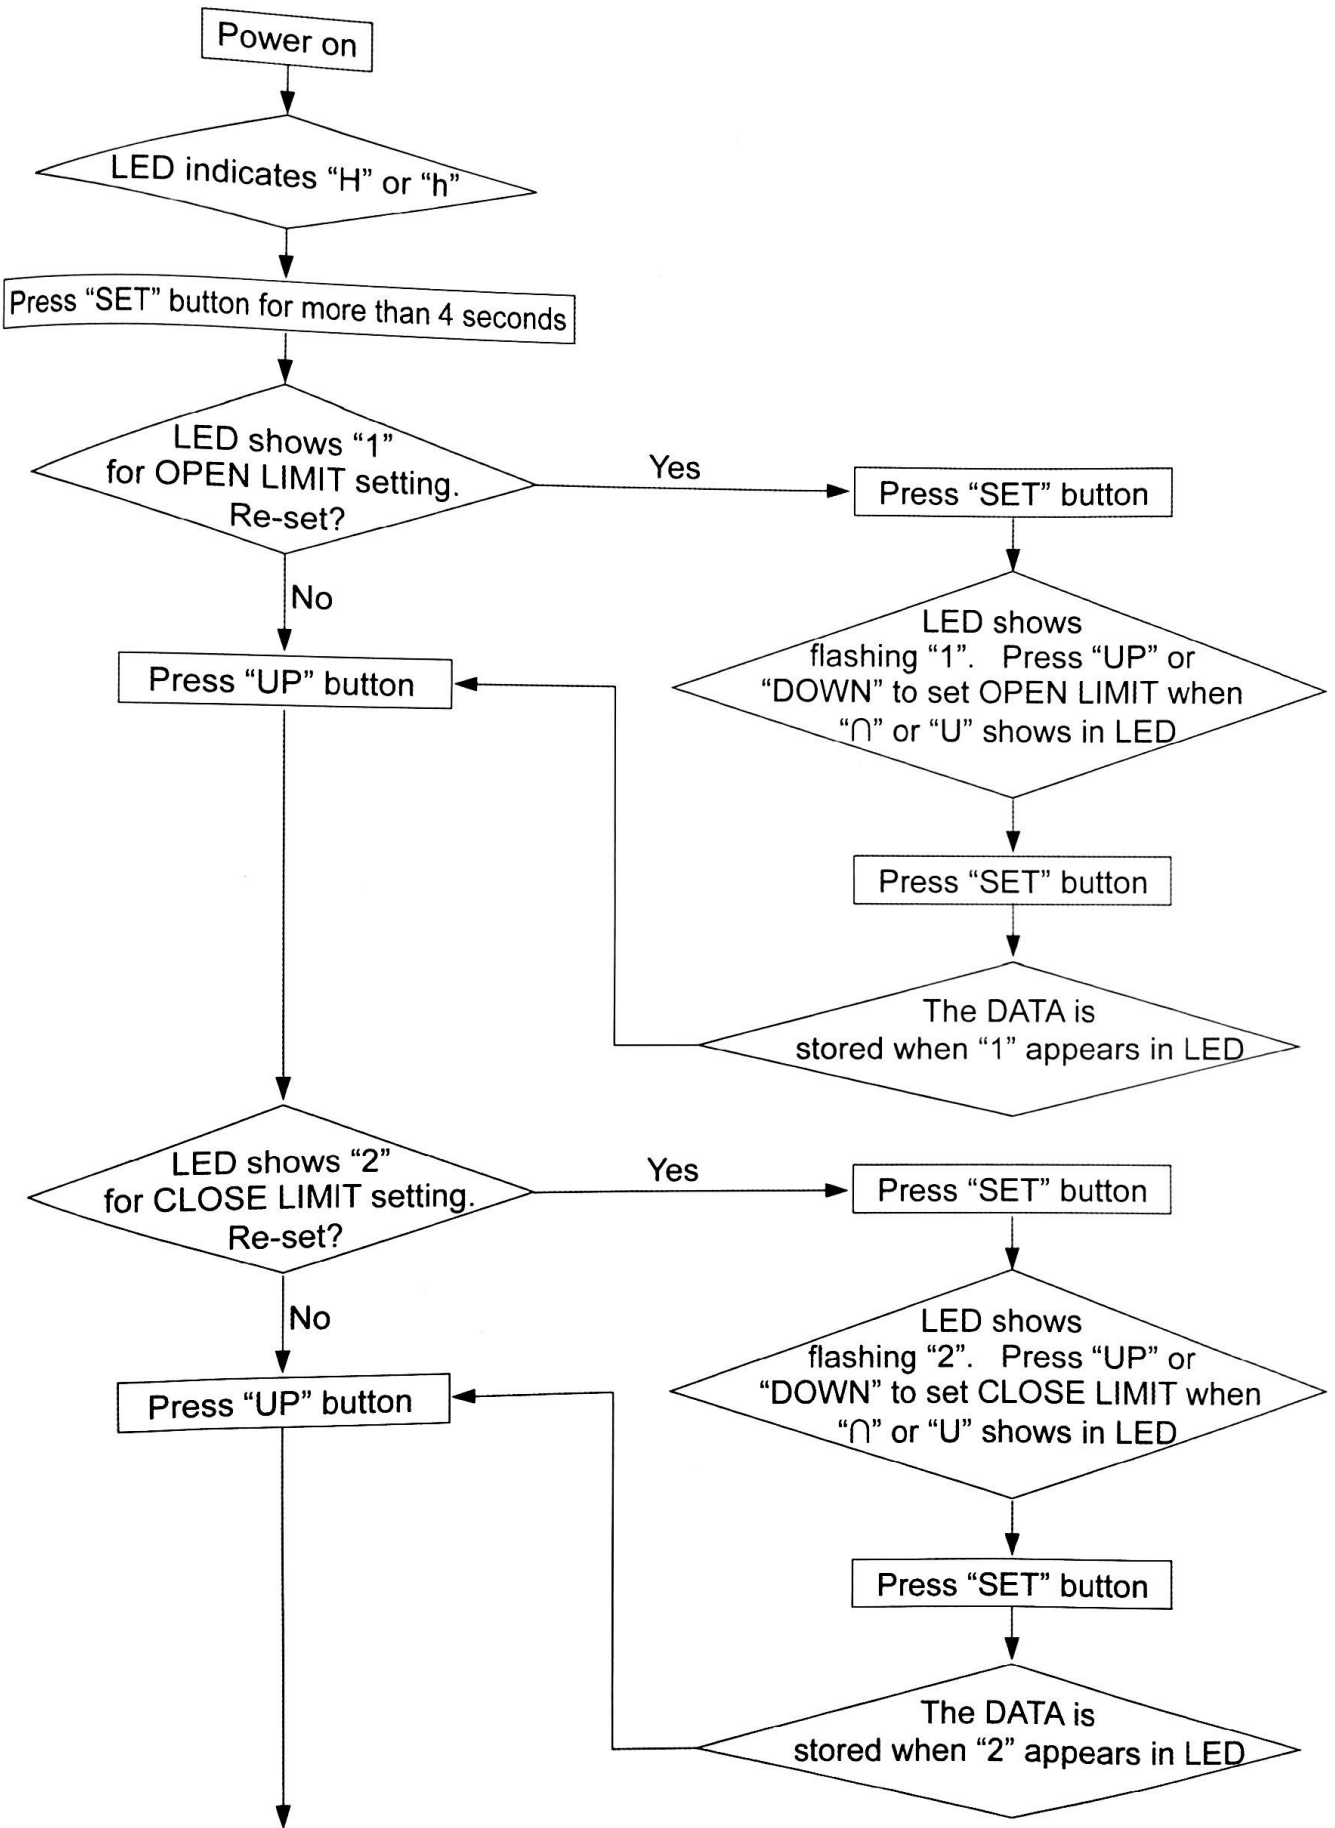 Power on
LED indicates “H” or “h”
Press “SET” button for more than 4 seconds
LED shows “1”
for OPEN LIMIT setting.
Re-set?
Yes
Press “SET” button
No
LED shows
flashing “1”. Press “UP” or
“DOWN” to set OPEN LIMIT when
“∩” or “U” shows in LED
Press “UP” button
Press “SET” button
The DATA is
stored when “1” appears in LED
LED shows “2”
for CLOSE LIMIT setting.
Re-set?
Yes
Press “SET” button
No
LED shows
flashing “2”. Press “UP” or
“DOWN” to set CLOSE LIMIT when
“∩” or “U” shows in LED
Press “UP” button
Press “SET” button
The DATA is
stored when “2” appears in LED